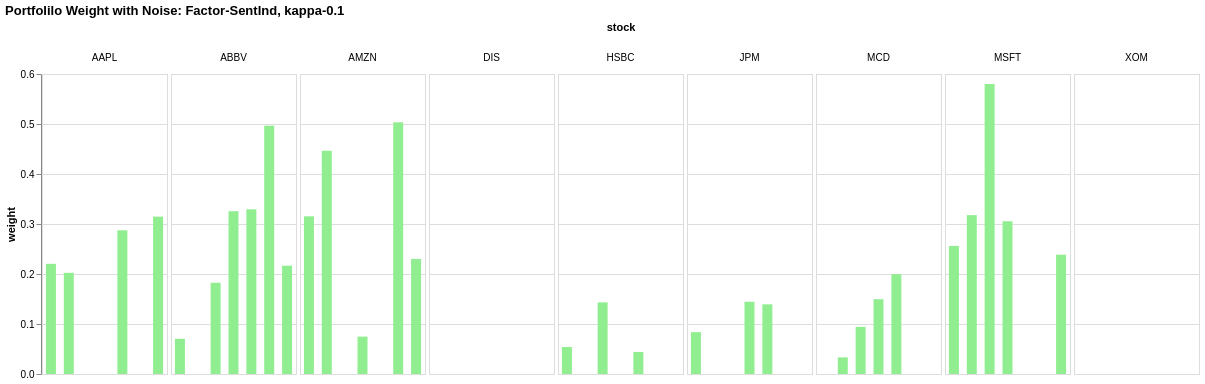 Portfolilo Weight with Noise: Factor-SentInd, kappa-0.1
stock
AAPL ABBV AMZN DIS HSBC JPM MCD MSFT XOM
0.6
0.5
0.4
0.3
0.2
0.1
0.0
weight